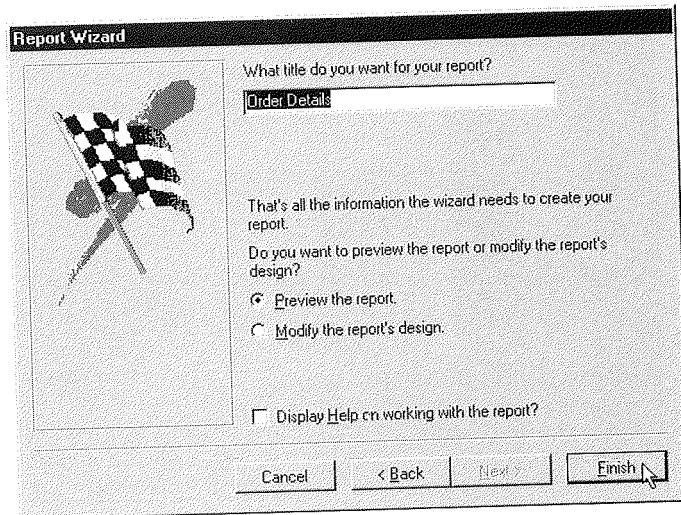 Report Wizard
What title do you want for your report?
Order Details
That's all the information the wizard needs to create your
report.
Do you want to preview the report or modify the report's
design?
Preview the report.
Modify the report's design.
Display Help on working with the report?
Cancel
< Back
Next >
Finish